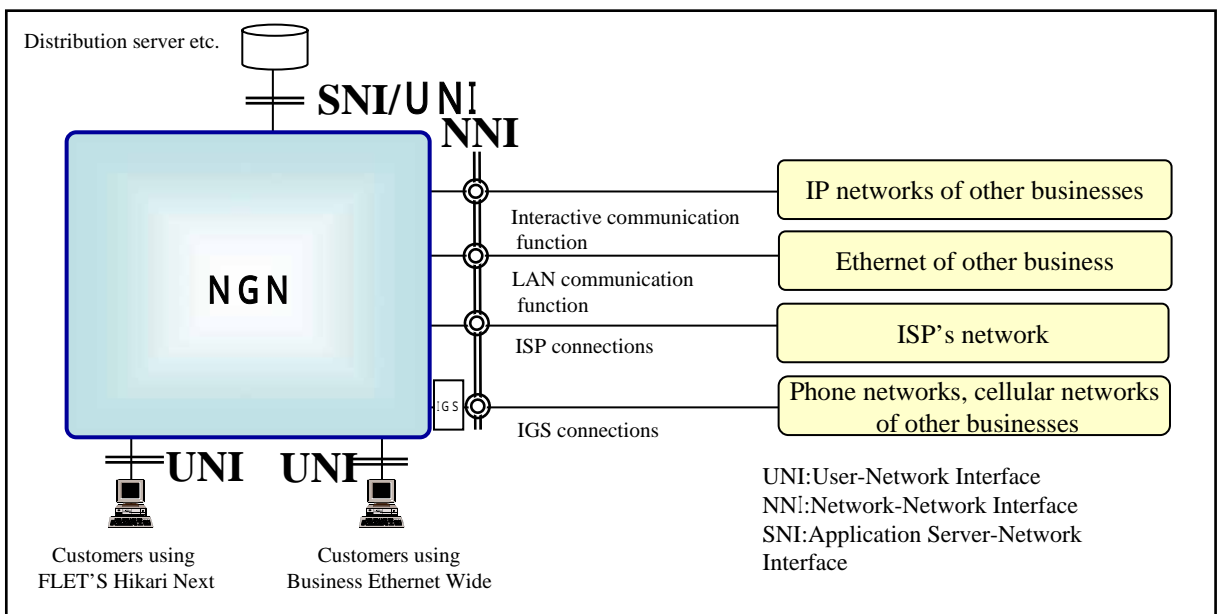 Distribution server etc.
SNI/UNI
NNI
IP networks of other businesses
Interactive communication
function
Ethernet of other business
LAN communication
function
NGN
ISP's network
ISP connections
IGS
Phone networks, cellular networks
of other businesses
IGS connections
UNI
UNI
UNI:User-Network Interface
NNI:Network-Network Interface
SNI:Application Server-Network
Interface
Customers using
FLET'S Hikari Next
Customers using
Business Ethernet Wide